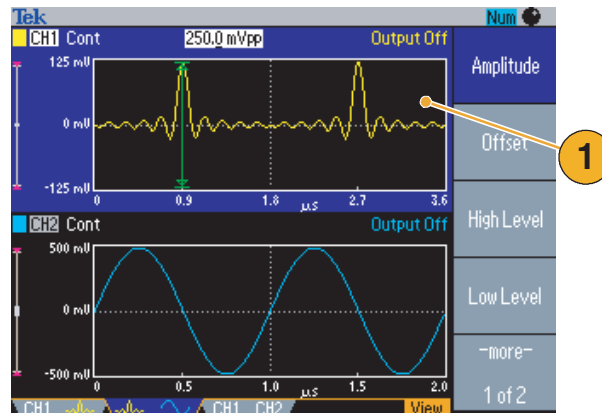 Tek
Num
CH1 Cont 250.0 mVpp Output Off
125 mV
0 mV
-125 mV
0 0.9 1.8 µs 2.7 3.6
CH2 Cont Output Off
500 mV
0 mV
-500 mV
0 0.5 1.0 µs 1.5 2.0
CH1 CH1 CH2 View
Amplitude
Offset
High Level
Low Level
-more-
1 of 2
1